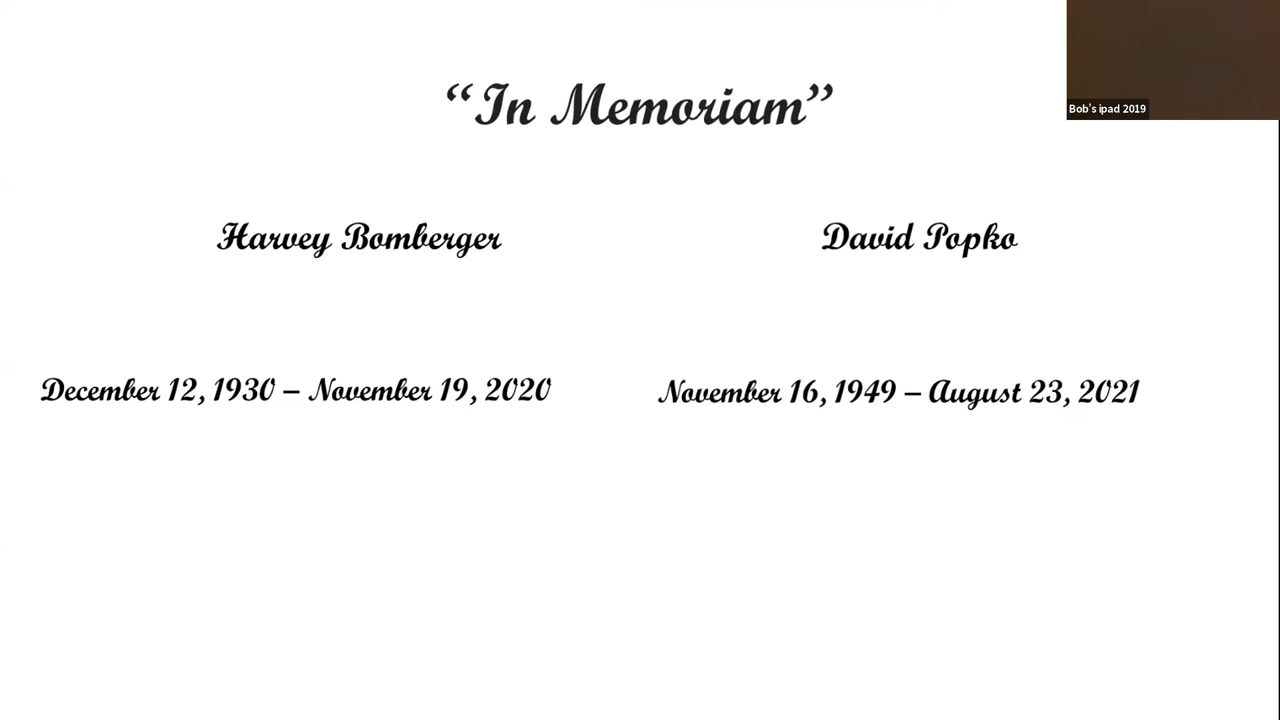 Bob's ipad 2019
“In Memoriam”
Harvey Bomberger
David Popko
December 12, 1930 – November 19, 2020
November 16, 1949 – August 23, 2021